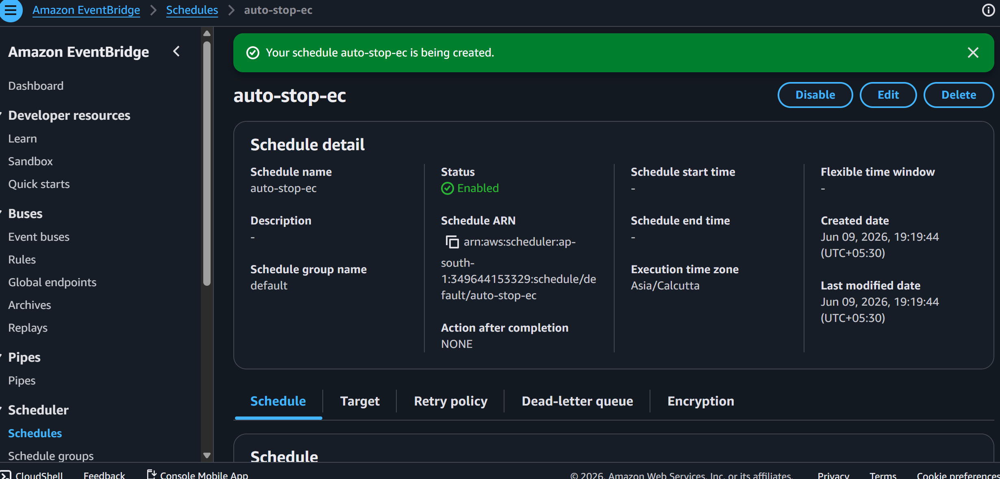 Amazon EventBridge
Schedules
auto-stop-ec
Amazon EventBridge
Dashboard
Developer resources
Learn
Sandbox
Quick starts
Buses
Event buses
Rules
Global endpoints
Archives
Replays
Pipes
Pipes
Scheduler
Schedules
Schedule groups
Your schedule auto-stop-ec is being created.
auto-stop-ec
Disable
Edit
Delete
Schedule detail
Schedule name
auto-stop-ec
Description
-
Schedule group name
default
Status
Enabled
Schedule ARN
arn:aws:scheduler:ap-
south-
1:349644153329:schedule/de
fault/auto-stop-ec
Action after completion
NONE
Schedule start time
-
Schedule end time
-
Execution time zone
Asia/Calcutta
Flexible time window
-
Created date
Jun 09, 2026, 19:19:44
(UTC+05:30)
Last modified date
Jun 09, 2026, 19:19:44
(UTC+05:30)
Schedule
Target
Retry policy
Dead-letter queue
Encryption
Schedule
CloudShell
Feedback
Console Mobile App
© 2026, Amazon Web Services, Inc. or its affiliates.
Privacy
Terms
Cookie preferences